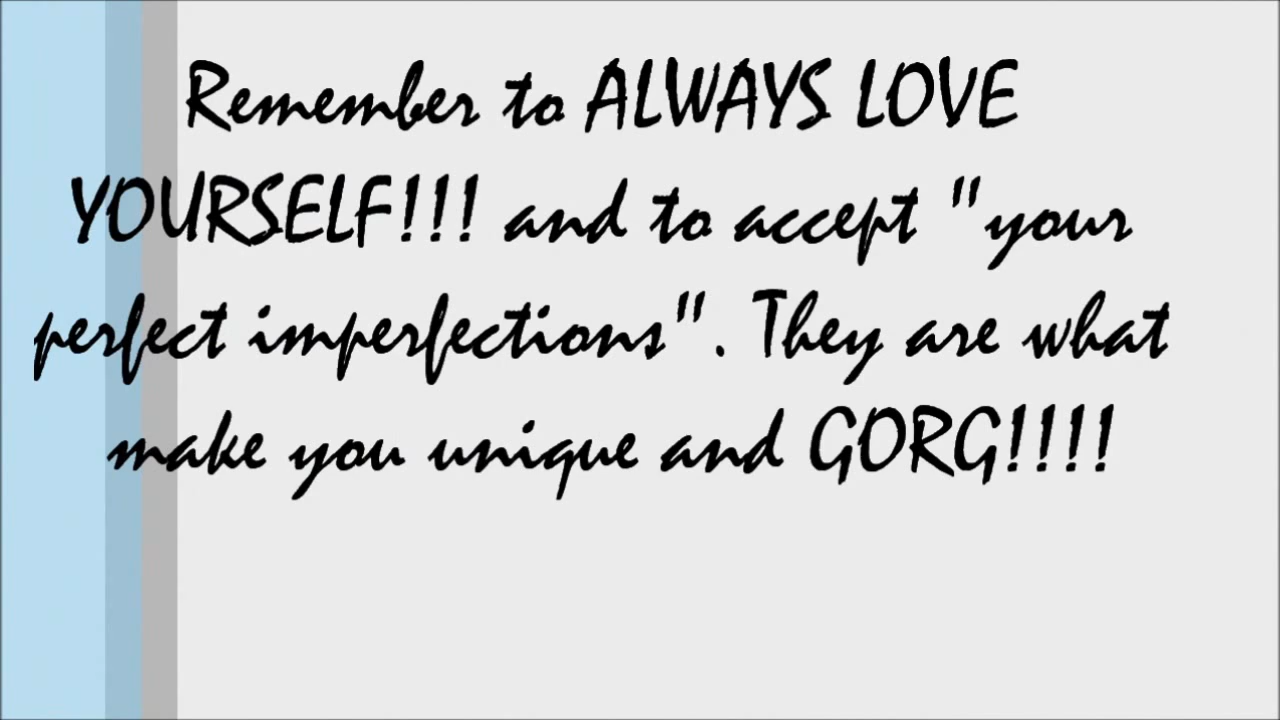 Remember to ALWAYS LOVE
YOURSELF!!! and to accept "your
perfect imperfections". They are what
make you unique and GORG!!!!